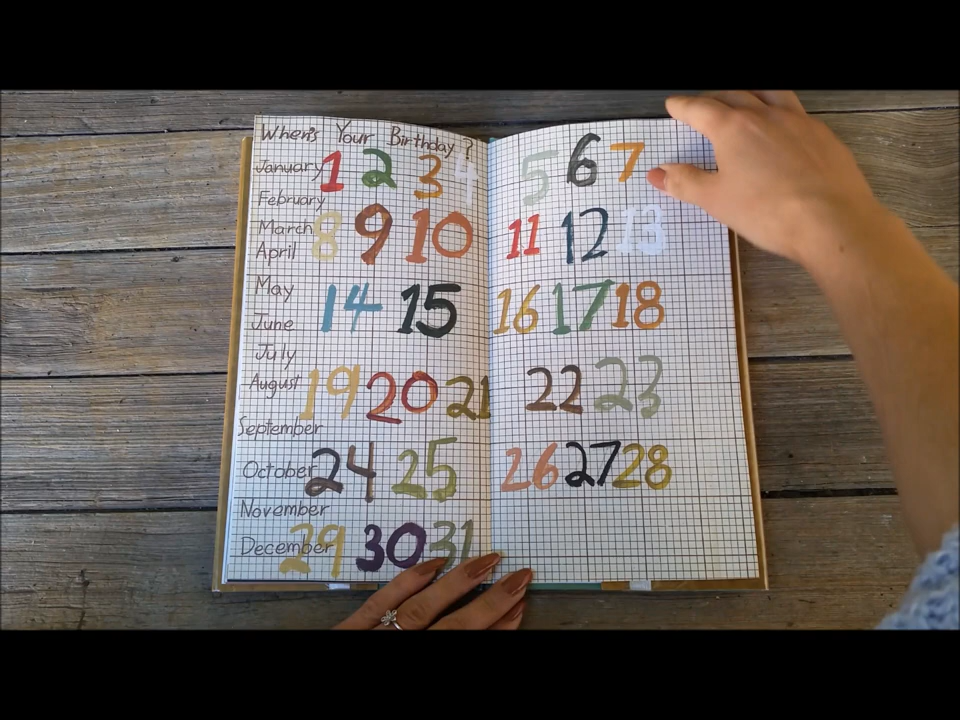 When's Your Birthday ?
January 1 2 3 4 5 6 7
February
March 8 9 10 11 12 13
April
May 14 15 16 17 18
June
July
August 19 20 21 22 23
September
October 24 25 26 27 28
November
December 29 30 31